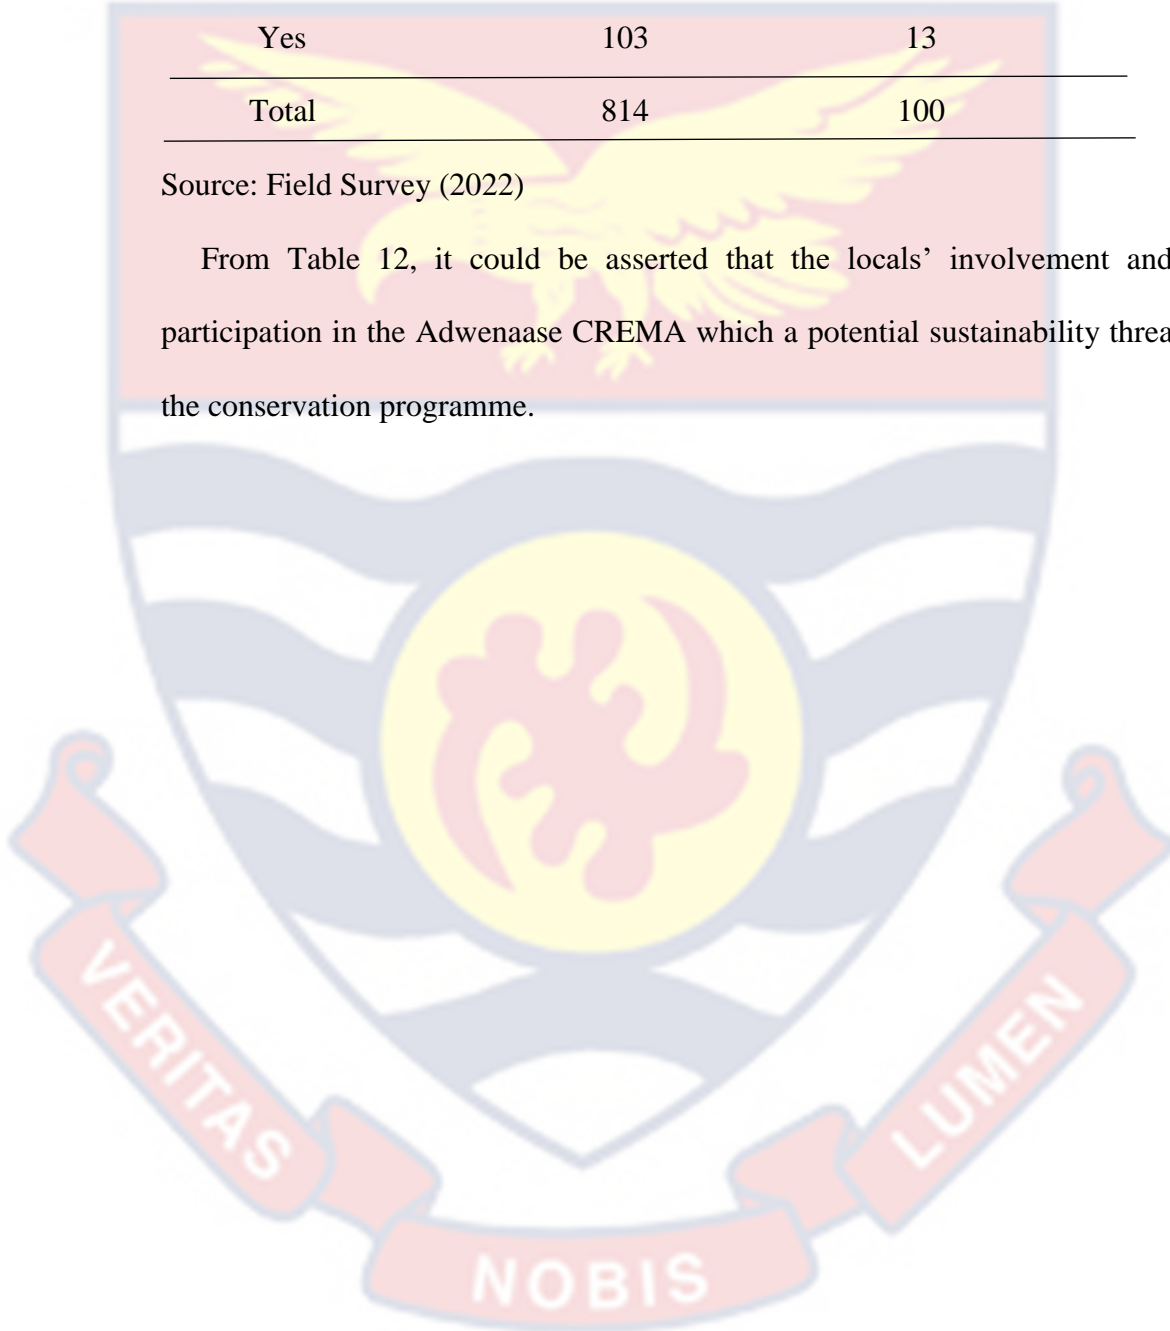 Yes 103 13
Total 814 100
Source: Field Survey (2022)
From Table 12, it could be asserted that the locals’ involvement and
participation in the Adwenaase CREMA which a potential sustainability threa
the conservation programme.
VERITAS
NOBIS
LUMEN